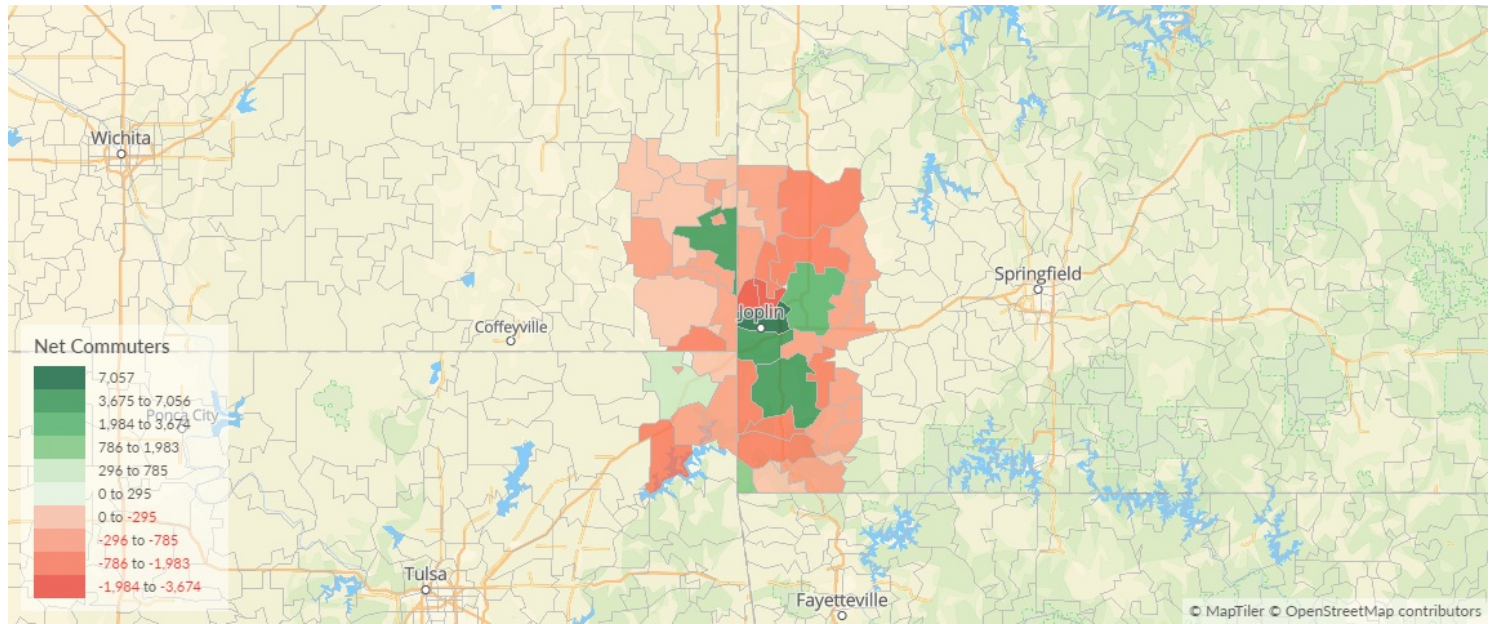 Wichita
Springfield
Joplin
Coffeyville
Net Commuters
7,057
3,675 to 7,056
Ponca City
1,984 to 3,674
786 to 1,983
296 to 785
0 to 295
0 to -295
-296 to -785
-786 to -1,983
-1,984 to -3,674
Tulsa
Fayetteville
© MapTiler © OpenStreetMap contributors